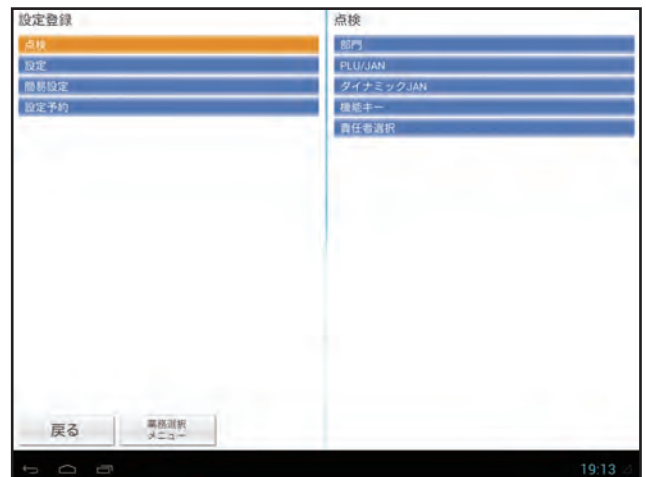 設定登録
点検
設定
簡易設定
設定予約
点検
部門
PLU/JAN
ダイナミックJAN
機能キー
責任者選択
戻る
業務選択
メニュー
19:13